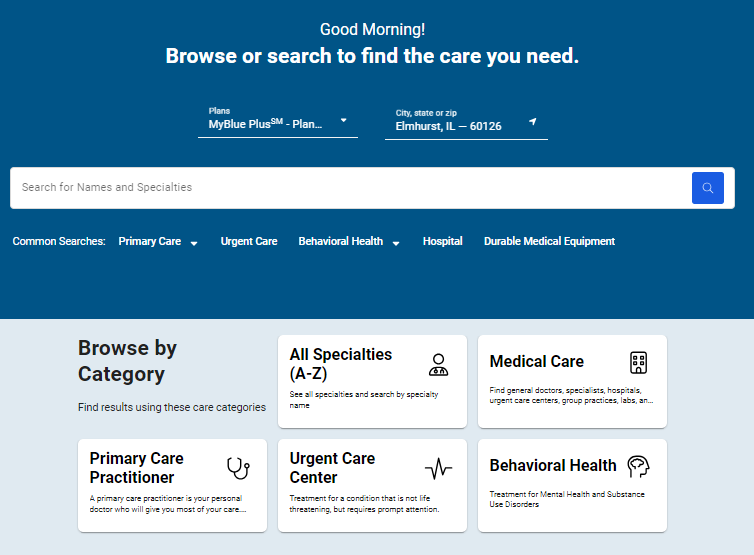 Good Morning!
Browse or search to find the care you need.
Plans
MyBlue Plus℠ - Plan...
City, state or zip
Elmhurst, IL — 60126
Search for Names and Specialties
Common Searches: Primary Care Urgent Care Behavioral Health Hospital Durable Medical Equipment
Browse by
Category
Find results using these care categories
All Specialties
(A-Z)
See all specialties and search by specialty
name
Medical Care
Find general doctors, specialists, hospitals,
urgent care centers, group practices, labs, an...
Primary Care
Practitioner
A primary care practitioner is your personal
doctor who will give you most of your care....
Urgent Care
Center
Treatment for a condition that is not life
threatening, but requires prompt attention.
Behavioral Health
Treatment for Mental Health and Substance
Use Disorders